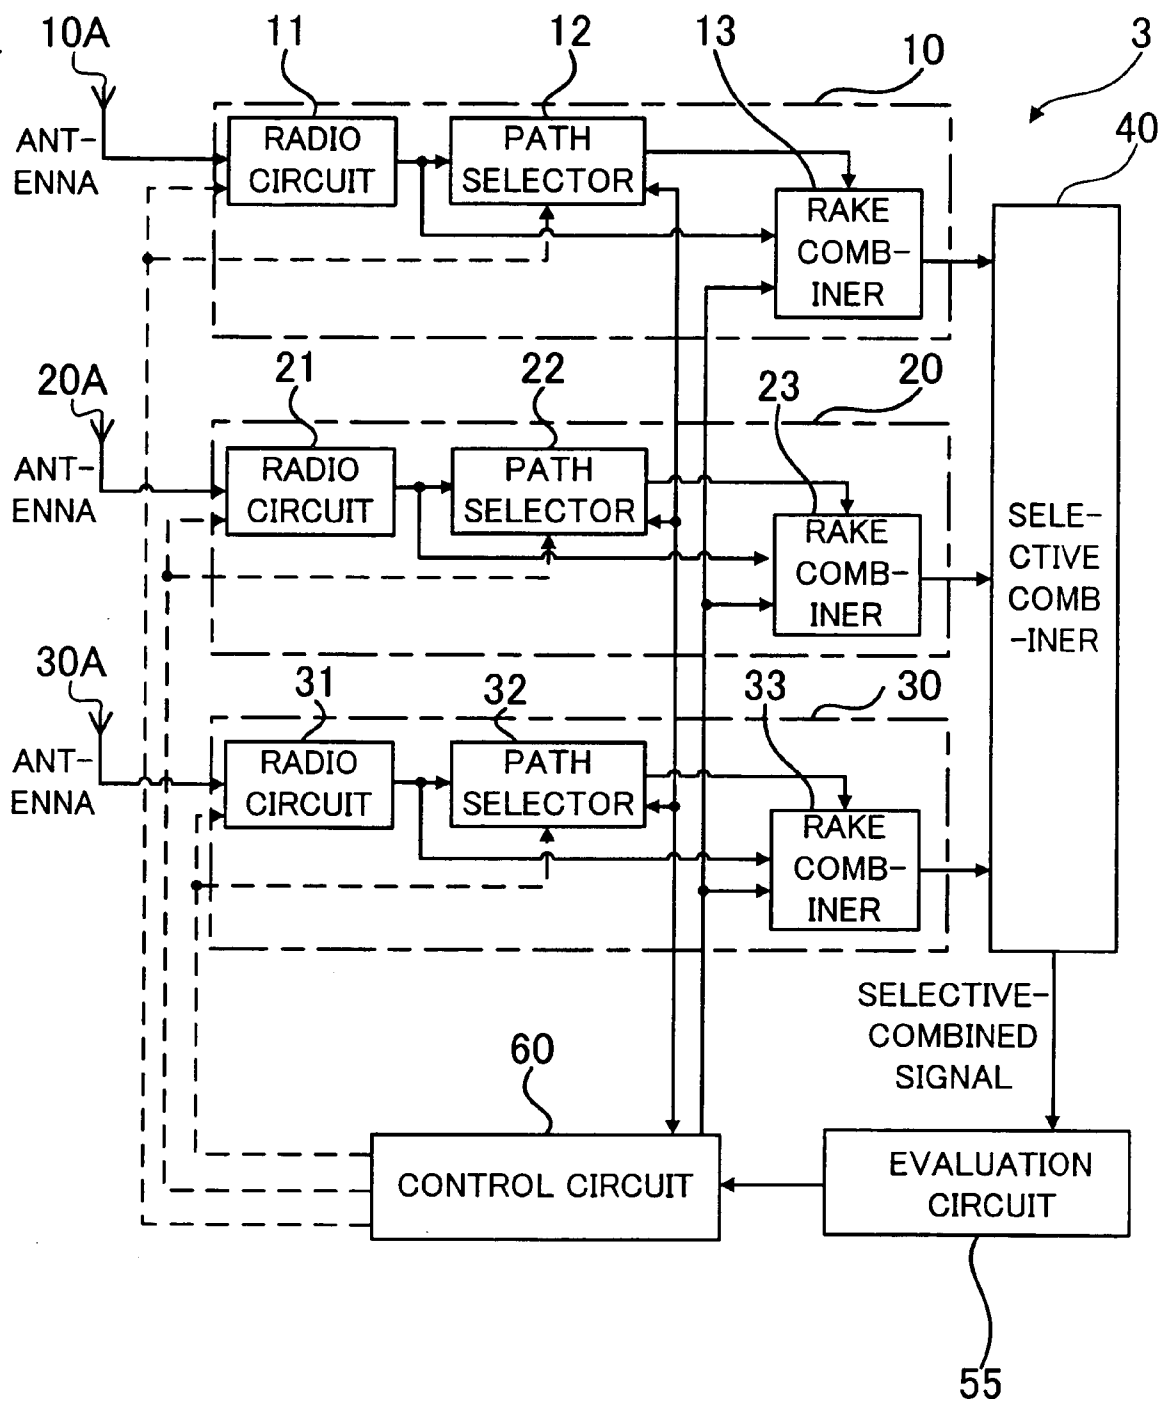 10A
11
12
13
10
3
40
ANT-
ENNA
RADIO
CIRCUIT
PATH
SELECTOR
RAKE
COMB-
INER
20A
21
22
23
20
ANT-
ENNA
RADIO
CIRCUIT
PATH
SELECTOR
RAKE
COMB-
INER
SELE-
CTIVE
COMB
-INER
30A
31
32
33
30
ANT-
ENNA
RADIO
CIRCUIT
PATH
SELECTOR
RAKE
COMB-
INER
SELECTIVE-
COMBINED
SIGNAL
60
CONTROL CIRCUIT
EVALUATION
CIRCUIT
55